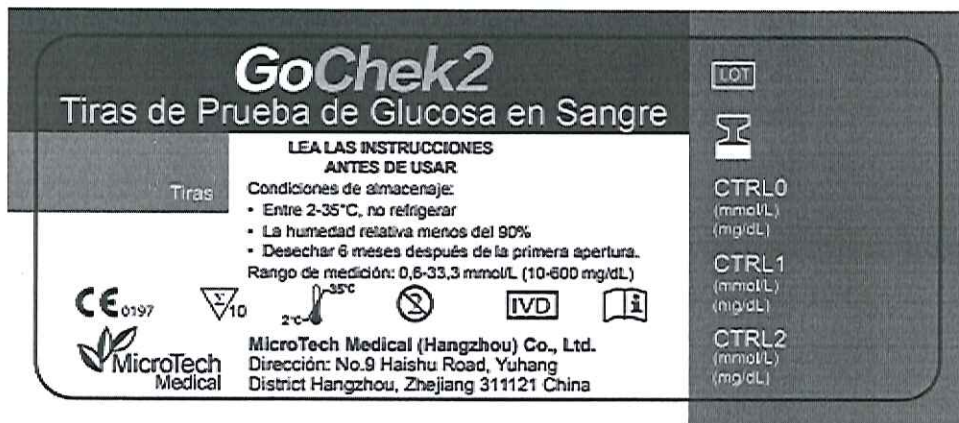 GoChek2
Tiras de Prueba de Glucosa en Sangre
Tiras
LEA LAS INSTRUCCIONES
ANTES DE USAR
Condiciones de almacenaje:
• Entre 2-35°C, no refrigerar
• La humedad relativa menos del 90%
• Desechar 6 meses después de la primera apertura.
Rango de medición: 0,6-33,3 mmol/L (10-600 mg/dL)
CE 0197
Σ 10
2°C 35°C
2
IVD
i
MicroTech
Medical
MicroTech Medical (Hangzhou) Co., Ltd.
Dirección: No.9 Haishu Road, Yuhang
District Hangzhou, Zhejiang 311121 China
LOT
CTRL0
(mmol/L)
(mg/dL)
CTRL1
(mmol/L)
(mg/dL)
CTRL2
(mmol/L)
(mg/dL)